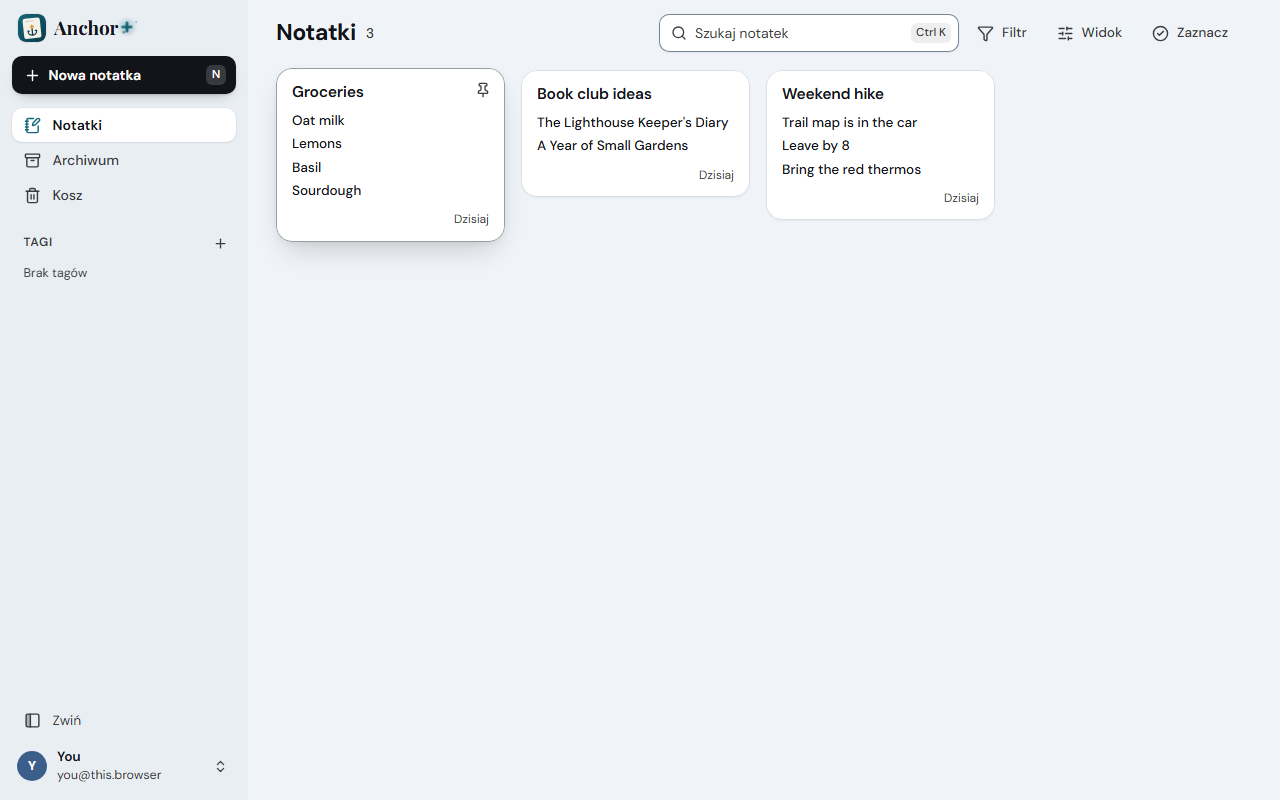 Anchor+
Nowa notatka N
Notatki
Archiwum
Kosz
TAGI
Brak tagów
Zwiń
Y
You
you@this.browser
Notatki 3
Szukaj notatek Ctrl K
Filtr
Widok
Zaznacz
Groceries
Oat milk
Lemons
Basil
Sourdough
Dzisiaj
Book club ideas
The Lighthouse Keeper's Diary
A Year of Small Gardens
Dzisiaj
Weekend hike
Trail map is in the car
Leave by 8
Bring the red thermos
Dzisiaj